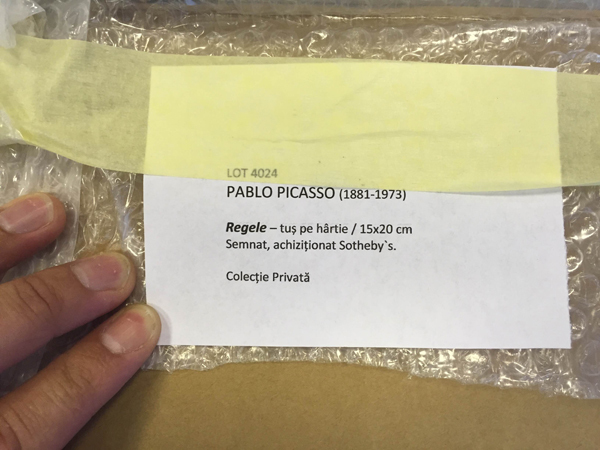 LOT 4024
PABLO PICASSO (1881-1973)
Regele – tuș pe hârtie / 15x20 cm
Semnat, achiziționat Sotheby`s.
Colecție Privată